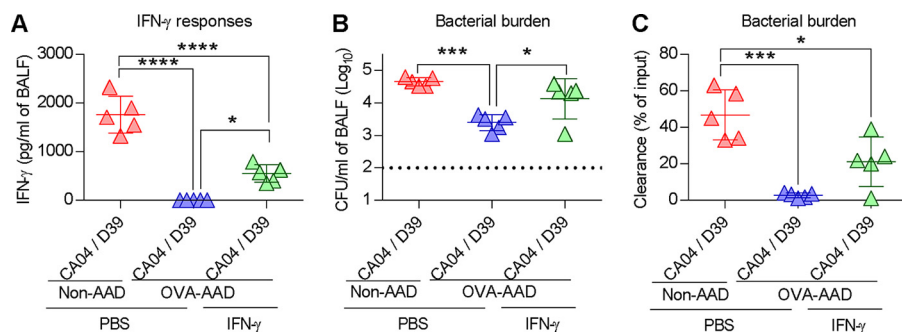 A
IFN-γ responses
IFN-γ (pg/ml of BALF)
3000
2000
1000
0
****
****
*
CA04 / D39
CA04 / D39
CA04 / D39
Non-AAD
OVA-AAD
PBS
IFN-γ
B
Bacterial burden
CFU/ml of BALF (Log10)
5
4
3
2
1
***
*
CA04 / D39
CA04 / D39
CA04 / D39
Non-AAD
OVA-AAD
PBS
IFN-γ
C
Bacterial burden
Clearance (% of input)
80
60
40
20
0
*
***
CA04 / D39
CA04 / D39
CA04 / D39
Non-AAD
OVA-AAD
PBS
IFN-γ